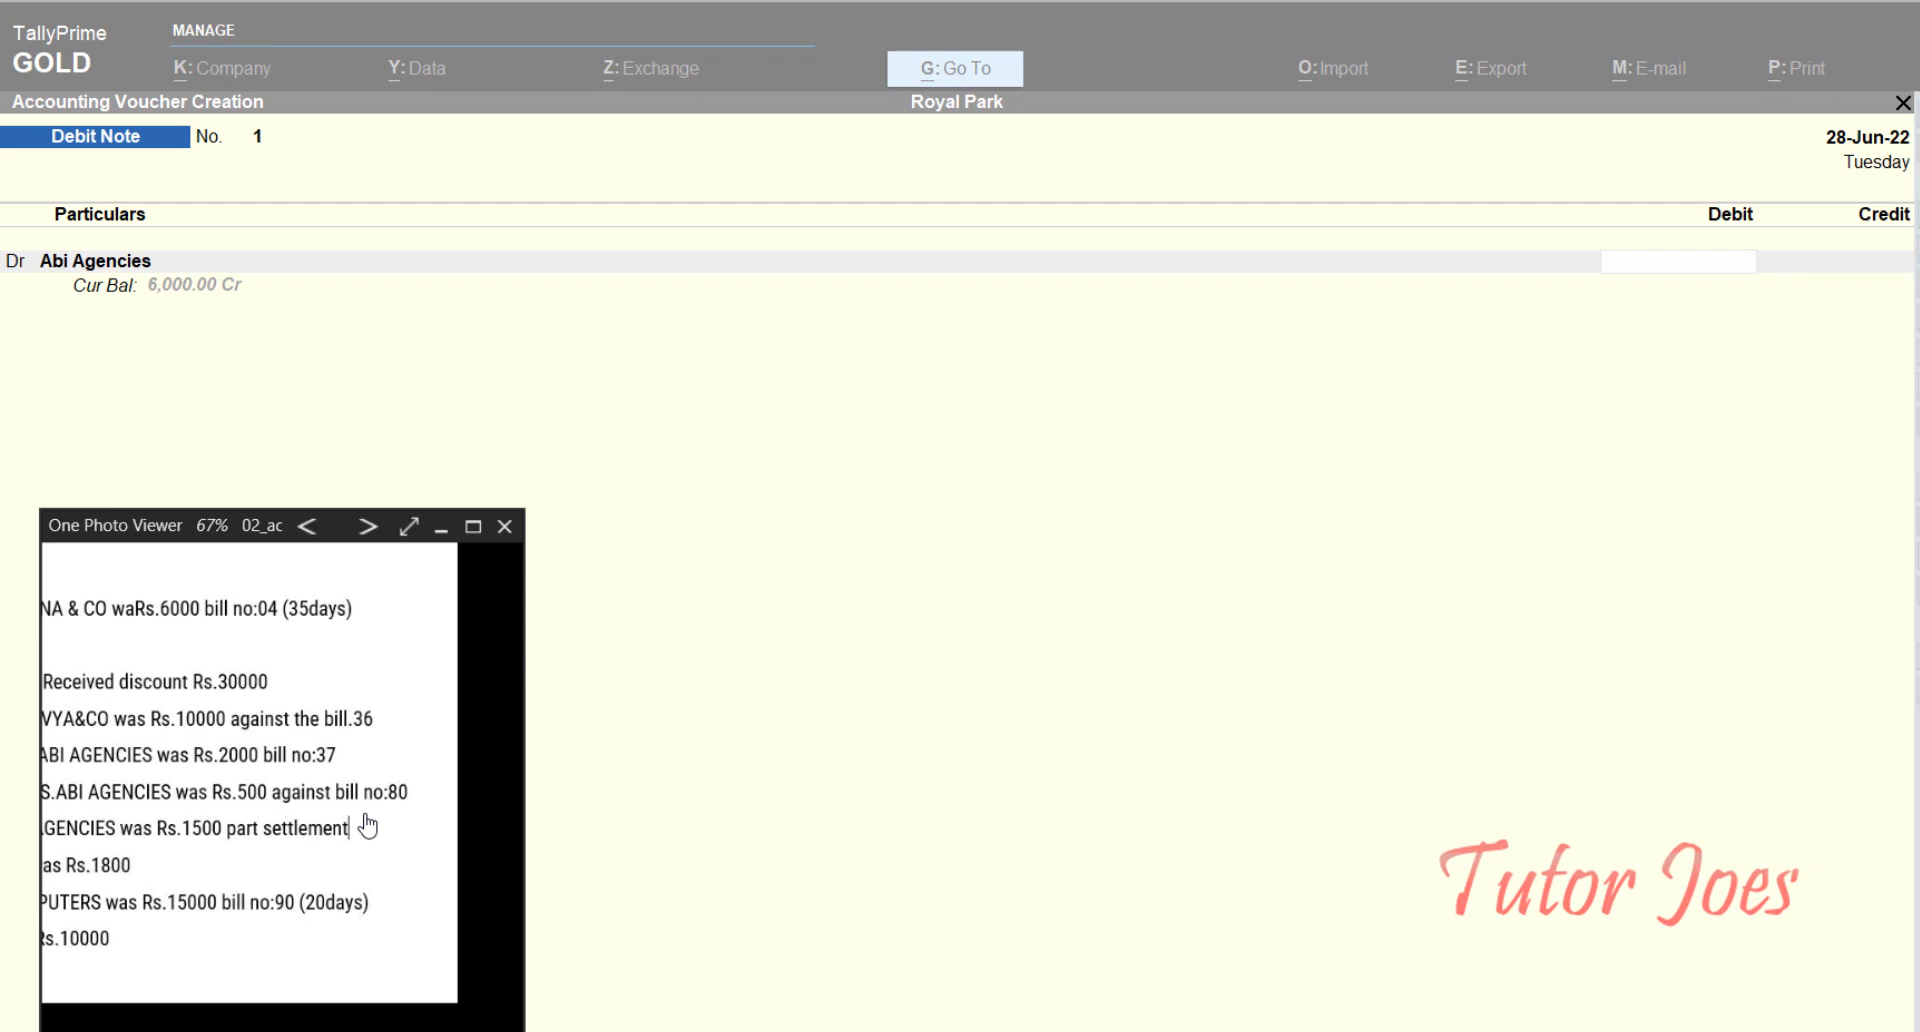 TallyPrime
GOLD
MANAGE
K: Company
Y: Data
Z: Exchange
G: Go To
O: Import
E: Export
M: E-mail
P: Print
Accounting Voucher Creation
Royal Park
Debit Note No. 1
28-Jun-22
Tuesday
Particulars Debit Credit
Dr Abi Agencies
Cur Bal: 6,000.00 Cr
One Photo Viewer 67% 02_ac
NA & CO waRs.6000 bill no:04 (35days)
Received discount Rs.30000
VYA&CO was Rs.10000 against the bill.36
ABI AGENCIES was Rs.2000 bill no:37
S.ABI AGENCIES was Rs.500 against bill no:80
GENCIES was Rs.1500 part settlement
as Rs.1800
PUTERS was Rs.15000 bill no:90 (20days)
Rs.10000
Tutor Joes